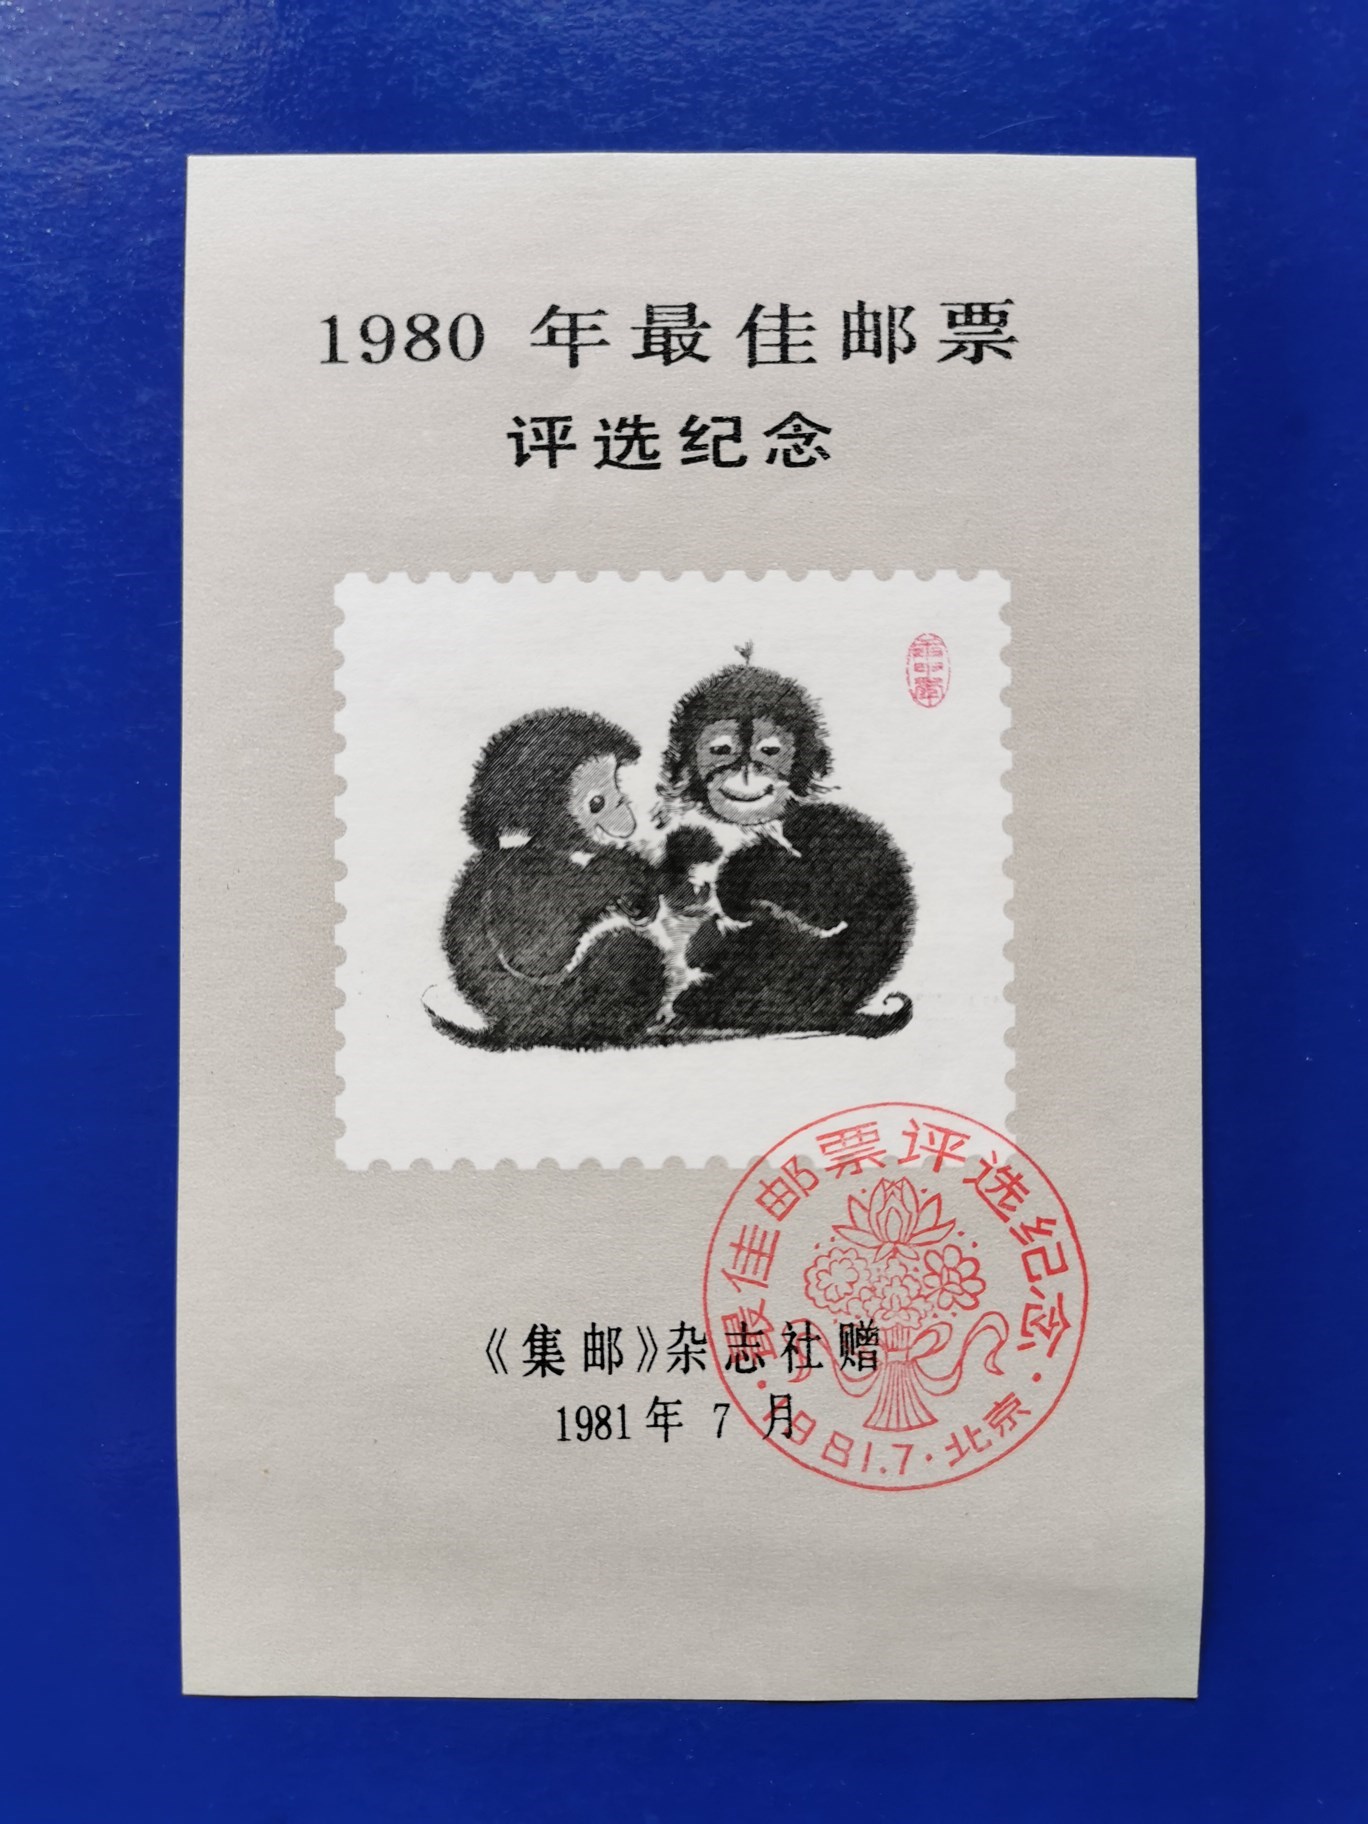 1980 年最佳邮票
评选纪念
《集邮》杂志社赠
1981年 7 月
最佳邮票评选纪念
·1981.7·北京·